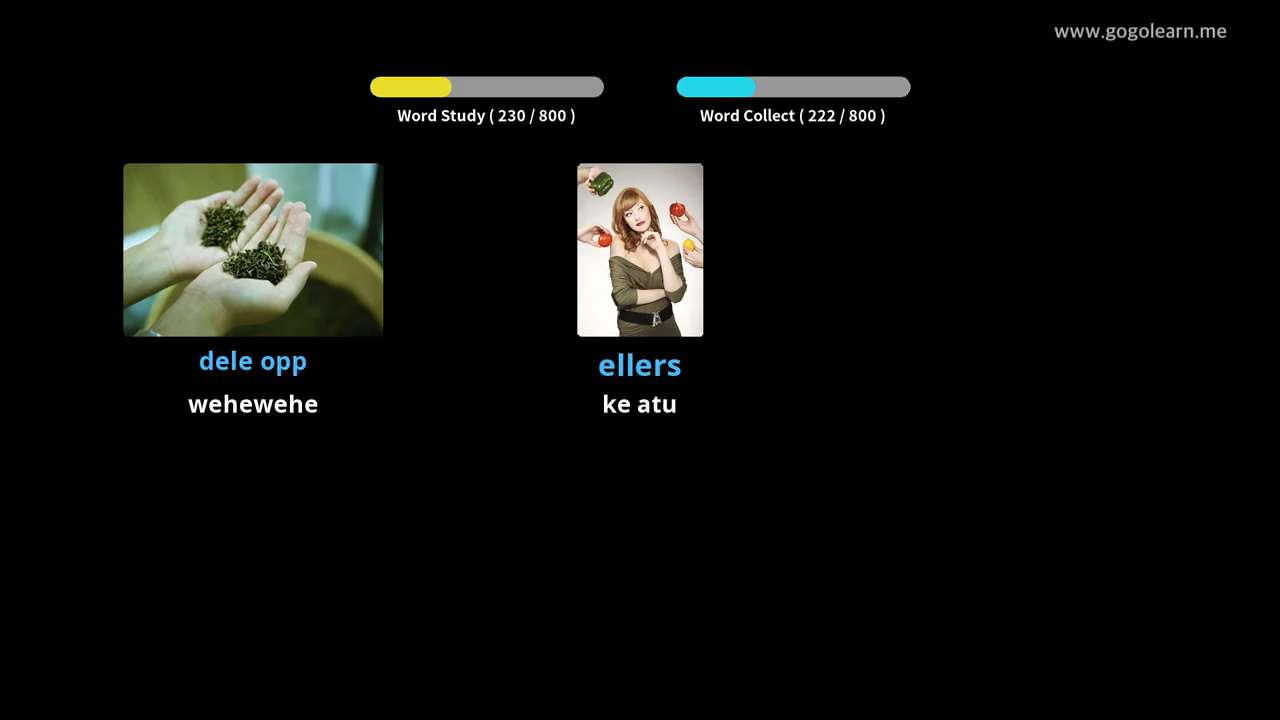 www.gogolearn.me
Word Study ( 230 / 800 )
Word Collect ( 222 / 800 )
dele opp
wehewehe
ellers
ke atu